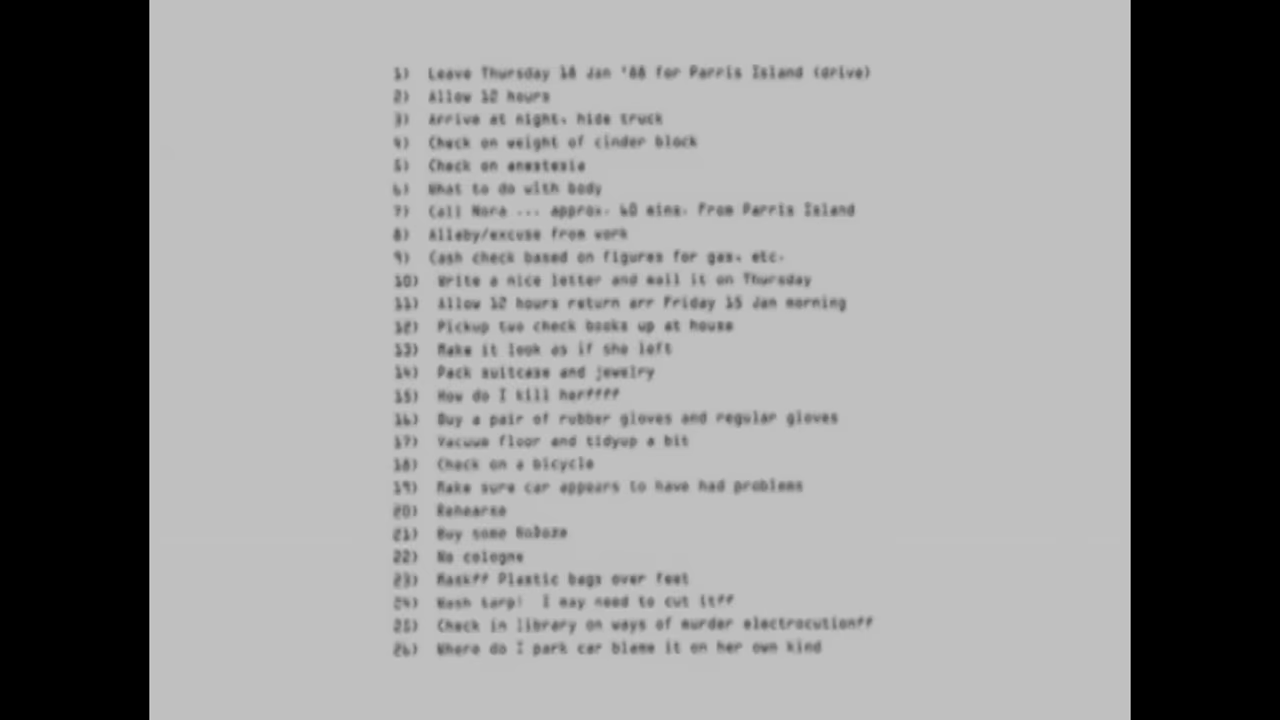 1) Leave Thursday 18 Jan '88 for Parris Island (drive)
2) Allow 12 hours
3) Arrive at night, hide truck
4) Check on weight of cinder block
5) Check on anestesia
6) What to do with body
7) Call Nora ... approx. 60 mins. From Parris Island
8) Allaby/excuse from work
9) Cash check based on figures for gas, etc.
10) Write a nice letter and mail it on Thursday
11) Allow 12 hours return arr Friday 15 Jan morning
12) Pickup two check books up at house
13) Make it look as if she left
14) Pack suitcase and jewelry
15) How do I kill herffff
16) Buy a pair of rubber gloves and regular gloves
17) Vacuum floor and tidyup a bit
18) Check on a bicycle
19) Make sure car appears to have had problems
20) Rehearse
21) Buy some NoDoze
22) No cologne
23) Maskff Plastic bags over feet
24) Wash tarp! I may need to cut itff
25) Check in library on ways of murder electrocutionff
26) Where do I park car blame it on her own kind